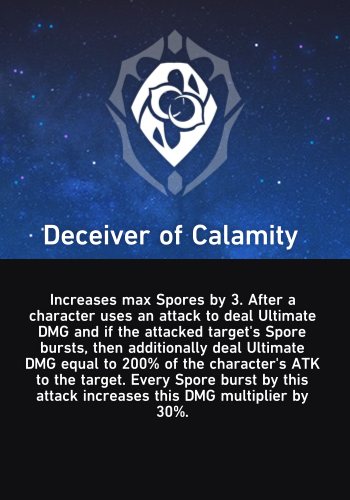 Deceiver of Calamity
Increases max Spores by 3. After a
character uses an attack to deal Ultimate
DMG and if the attacked target's Spore
bursts, then additionally deal Ultimate
DMG equal to 200% of the character's ATK
to the target. Every Spore burst by this
attack increases this DMG multiplier by
30%.